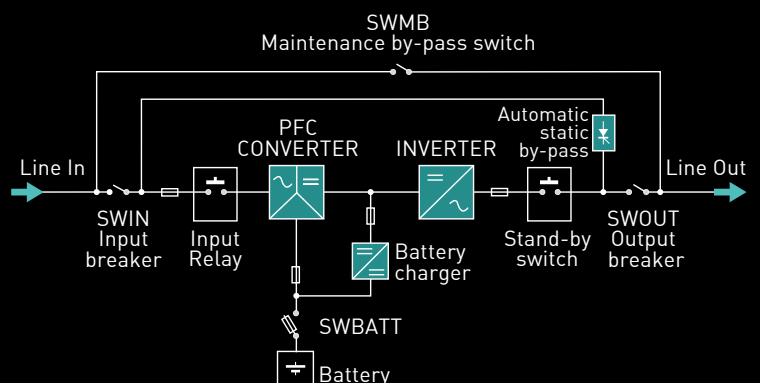 SWMB
Maintenance by-pass switch
Automatic
static
by-pass
PFC
CONVERTER
INVERTER
Line In
Line Out
SWIN
Input
breaker
Input
Relay
Battery
charger
Stand-by
switch
SWOUT
Output
breaker
SWBATT
Battery